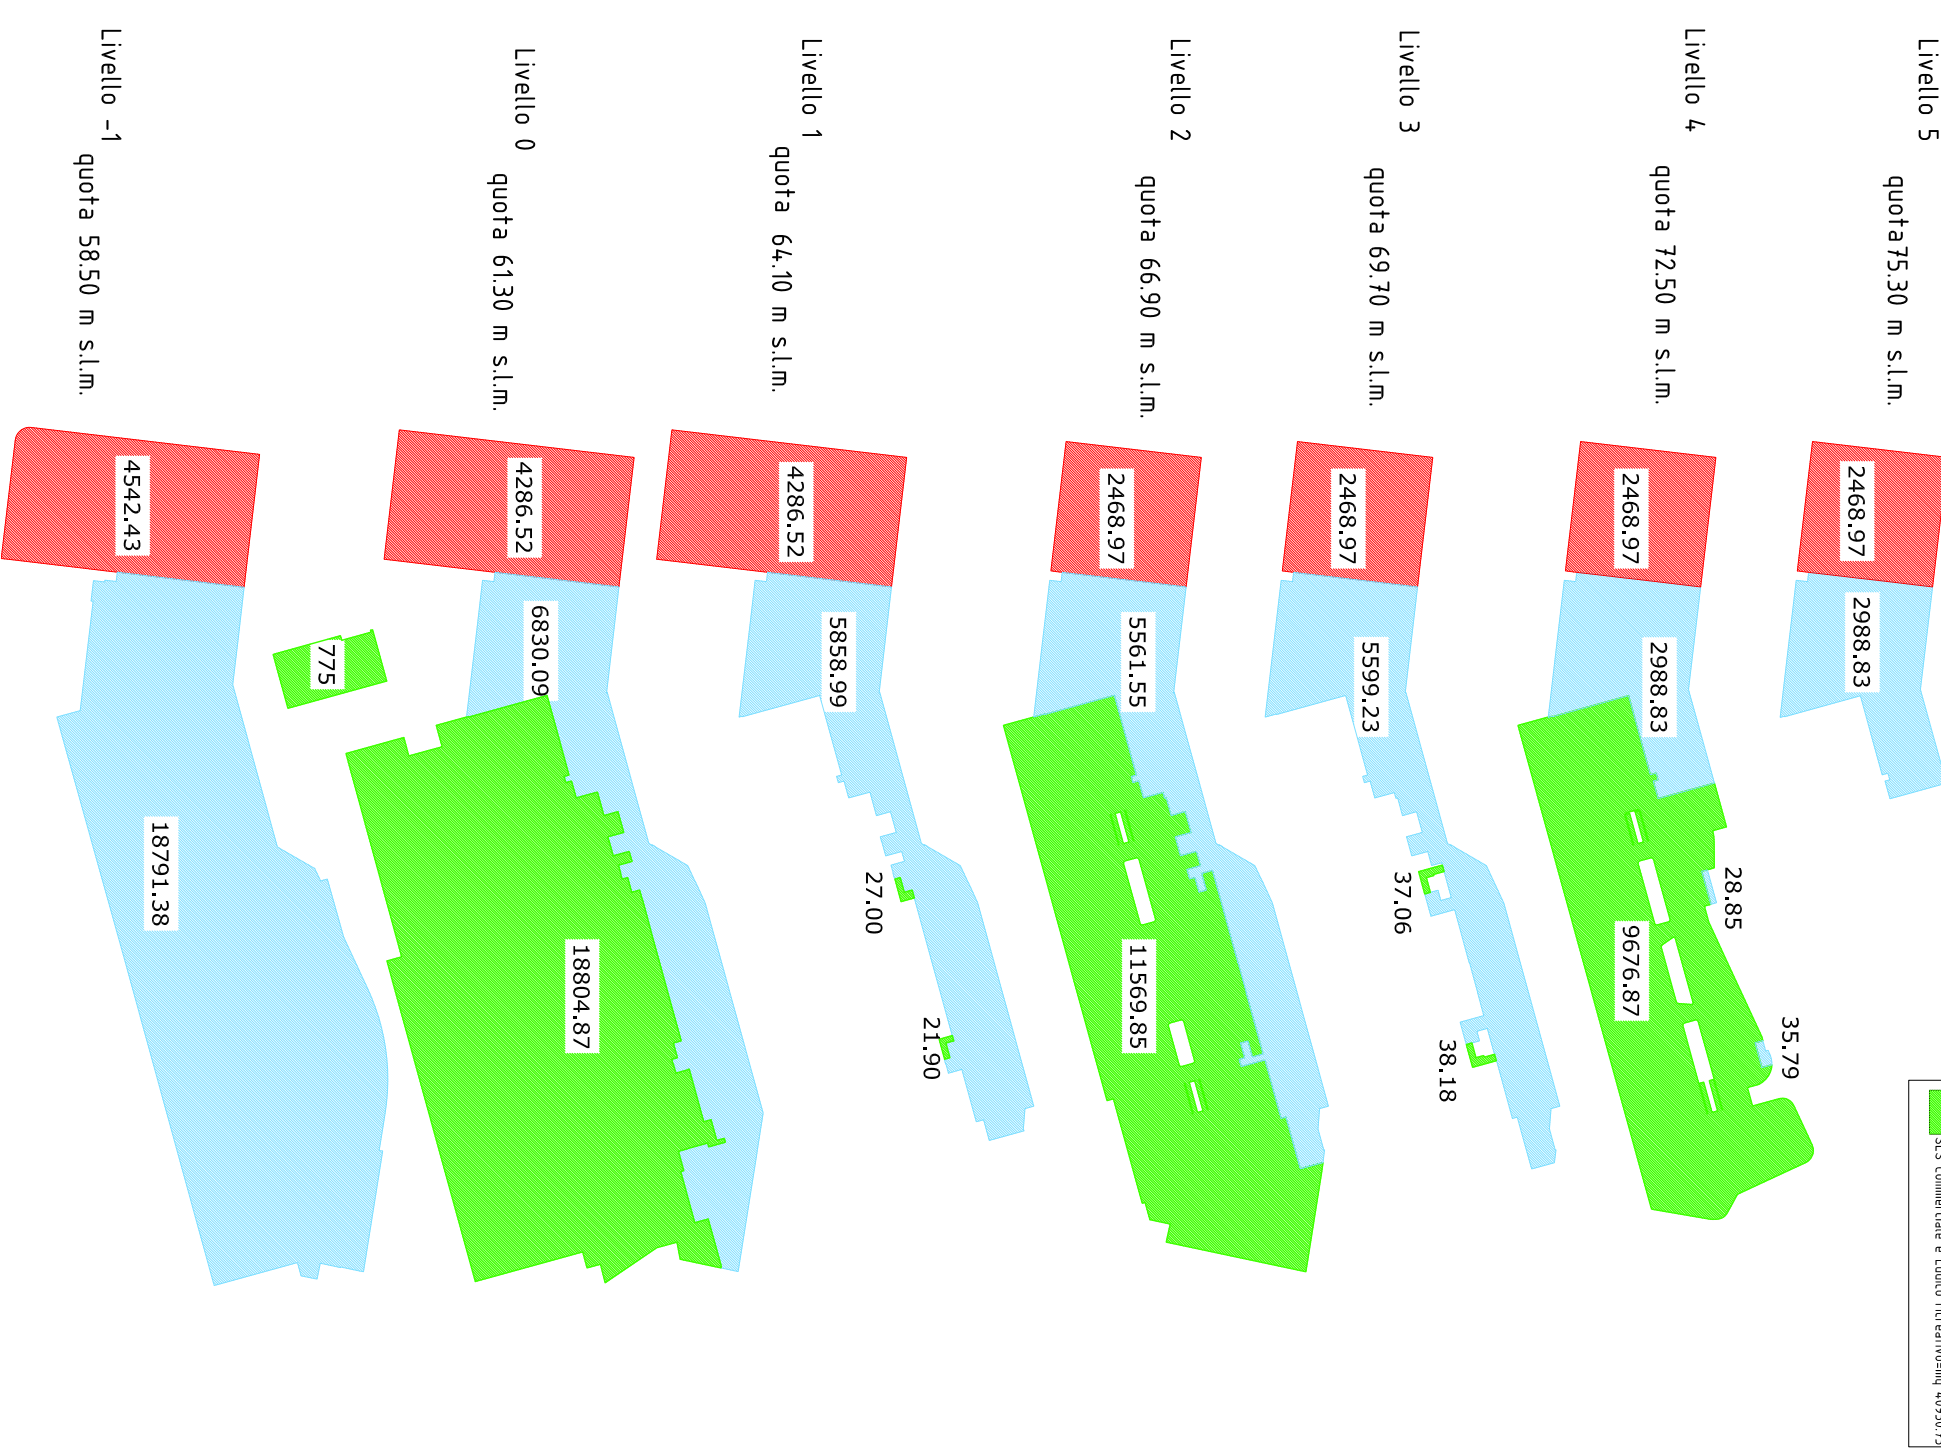 Livello -1
quota 58.50 m s.l.m.
4542.43
18791.38
Livello 0
quota 61.30 m s.l.m.
4286.52
6830.09
775
18804.87
Livello 1
quota 64.10 m s.l.m.
4286.52
5858.99
27.00
21.90
Livello 2
quota 66.90 m s.l.m.
2468.97
5561.55
11569.85
Livello 3
quota 69.70 m s.l.m.
2468.97
5599.23
37.06
38.18
Livello 4
quota 72.50 m s.l.m.
2468.97
2988.83
28.85
9676.87
35.79
Livello 5
quota75.30 m s.l.m.
2468.97
2988.83